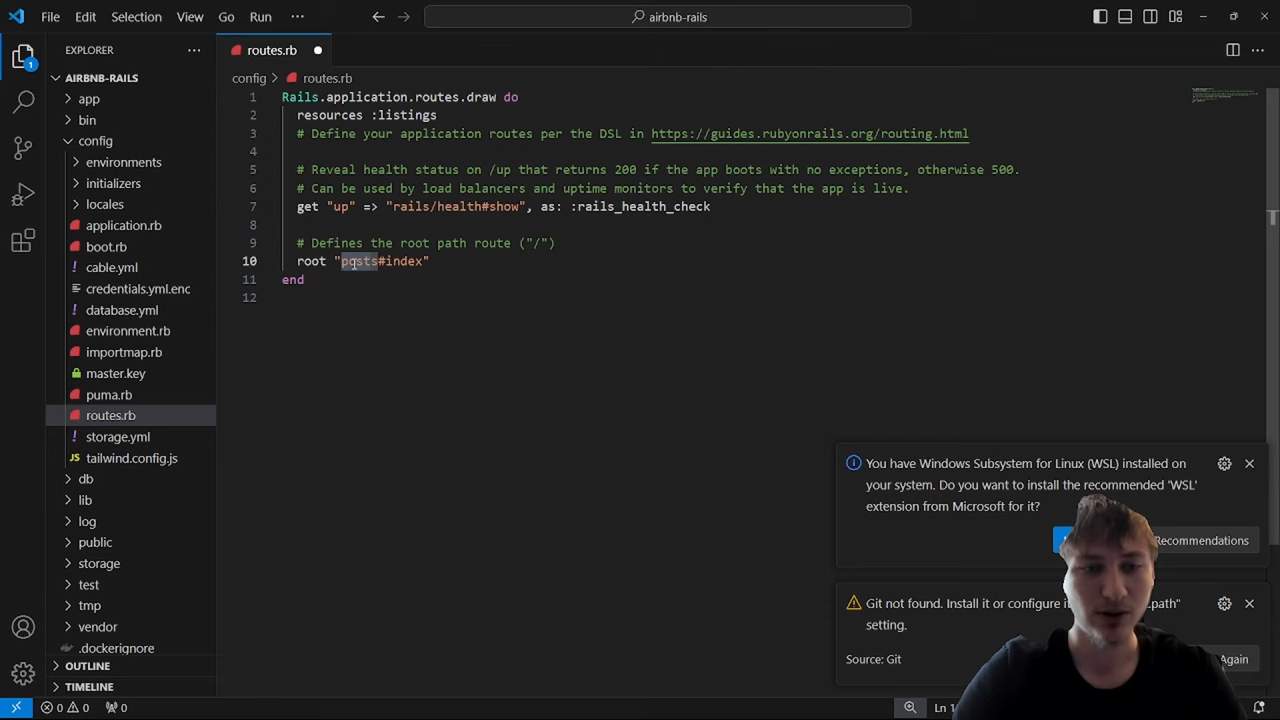 File Edit Selection View Go Run ··· airbnb-rails
EXPLORER ··· routes.rb
AIRBNB-RAILS
config > routes.rb
app
bin
config
environments
initializers
locales
application.rb
boot.rb
cable.yml
credentials.yml.enc
database.yml
environment.rb
importmap.rb
master.key
puma.rb
routes.rb
storage.yml
tailwind.config.js
db
lib
log
public
storage
test
tmp
vendor
.dockerignore
OUTLINE
TIMELINE
1 Rails.application.routes.draw do
2 resources :listings
3 # Define your application routes per the DSL in https://guides.rubyonrails.org/routing.html
4
5 # Reveal health status on /up that returns 200 if the app boots with no exceptions, otherwise 500.
6 # Can be used by load balancers and uptime monitors to verify that the app is live.
7 get "up" => "rails/health#show", as: :rails_health_check
8
9 # Defines the root path route ("/")
10 root "posts#index"
11 end
12
You have Windows Subsystem for Linux (WSL) installed on
your system. Do you want to install the recommended 'WSL'
extension from Microsoft for it?
Recommendations
Git not found. Install it or configure it path"
setting.
Source: Git Again
0 0 0 Ln 1
1
JS